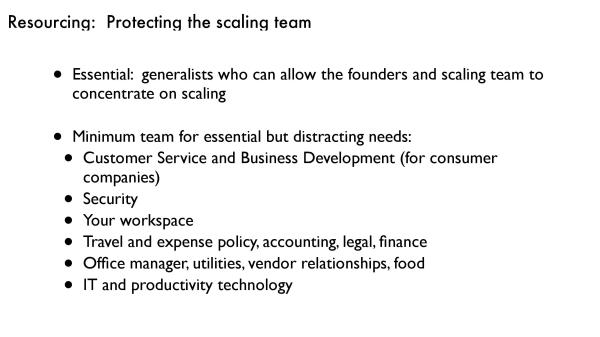 Resourcing:  Protecting the scaling team
• Essential:  generalists who can allow the founders and scaling team to
concentrate on scaling
• Minimum team for essential but distracting needs:
• Customer Service and Business Development (for consumer
companies)
• Security
• Your workspace
• Travel and expense policy, accounting, legal, finance
• Office manager, utilities, vendor relationships, food
• IT and productivity technology